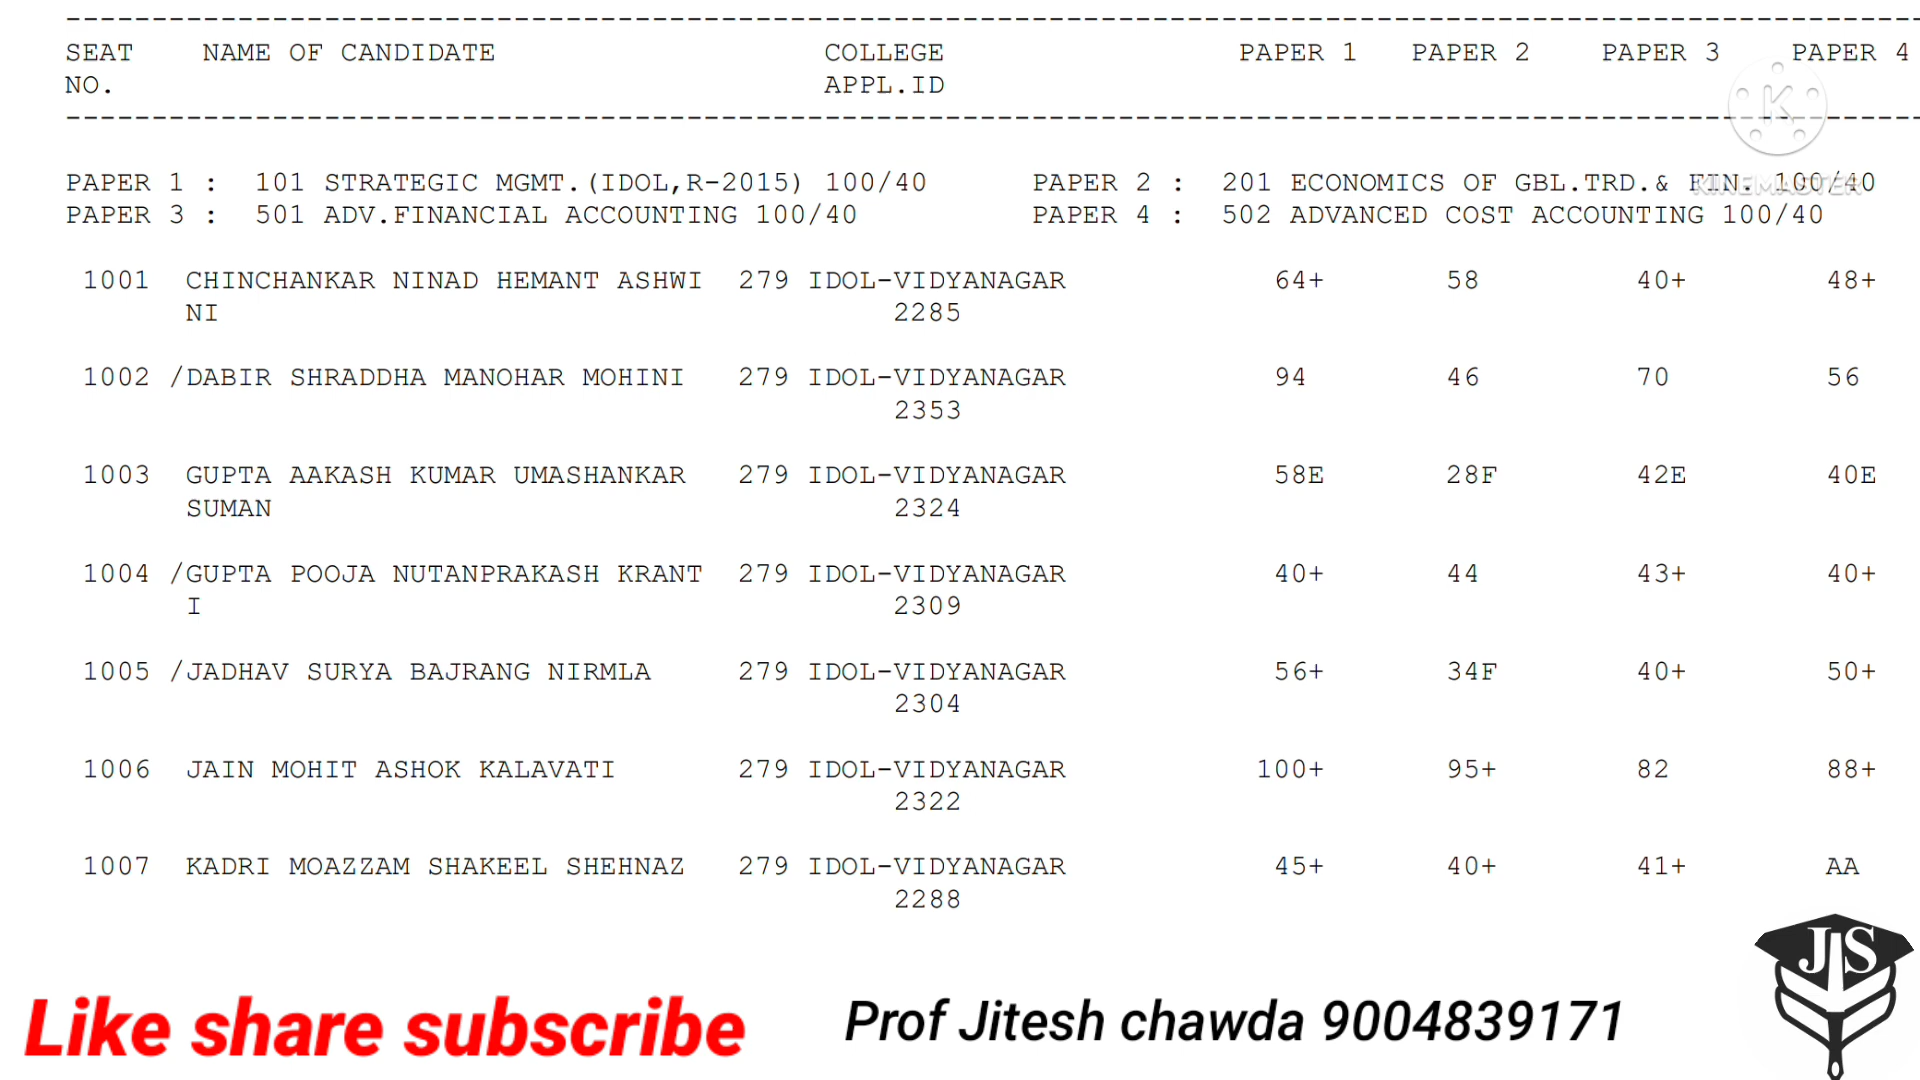 SEAT NAME OF CANDIDATE COLLEGE PAPER 1 PAPER 2 PAPER 3 PAPER 4
NO. APPL.ID
K
KINEMASTER
PAPER 1 : 101 STRATEGIC MGMT.(IDOL,R-2015) 100/40 PAPER 2 : 201 ECONOMICS OF GBL.TRD.& FIN. 100/40
PAPER 3 : 501 ADV.FINANCIAL ACCOUNTING 100/40 PAPER 4 : 502 ADVANCED COST ACCOUNTING 100/40
1001 CHINCHANKAR NINAD HEMANT ASHWI 279 IDOL-VIDYANAGAR 64+ 58 40+ 48+
NI 2285
1002 /DABIR SHRADDHA MANOHAR MOHINI 279 IDOL-VIDYANAGAR 94 46 70 56
2353
1003 GUPTA AAKASH KUMAR UMASHANKAR 279 IDOL-VIDYANAGAR 58E 28F 42E 40E
SUMAN 2324
1004 /GUPTA POOJA NUTANPRAKASH KRANT 279 IDOL-VIDYANAGAR 40+ 44 43+ 40+
I 2309
1005 /JADHAV SURYA BAJRANG NIRMLA 279 IDOL-VIDYANAGAR 56+ 34F 40+ 50+
2304
1006 JAIN MOHIT ASHOK KALAVATI 279 IDOL-VIDYANAGAR 100+ 95+ 82 88+
2322
1007 KADRI MOAZZAM SHAKEEL SHEHNAZ 279 IDOL-VIDYANAGAR 45+ 40+ 41+ AA
2288
JS
Like share subscribe Prof Jitesh chawda 9004839171